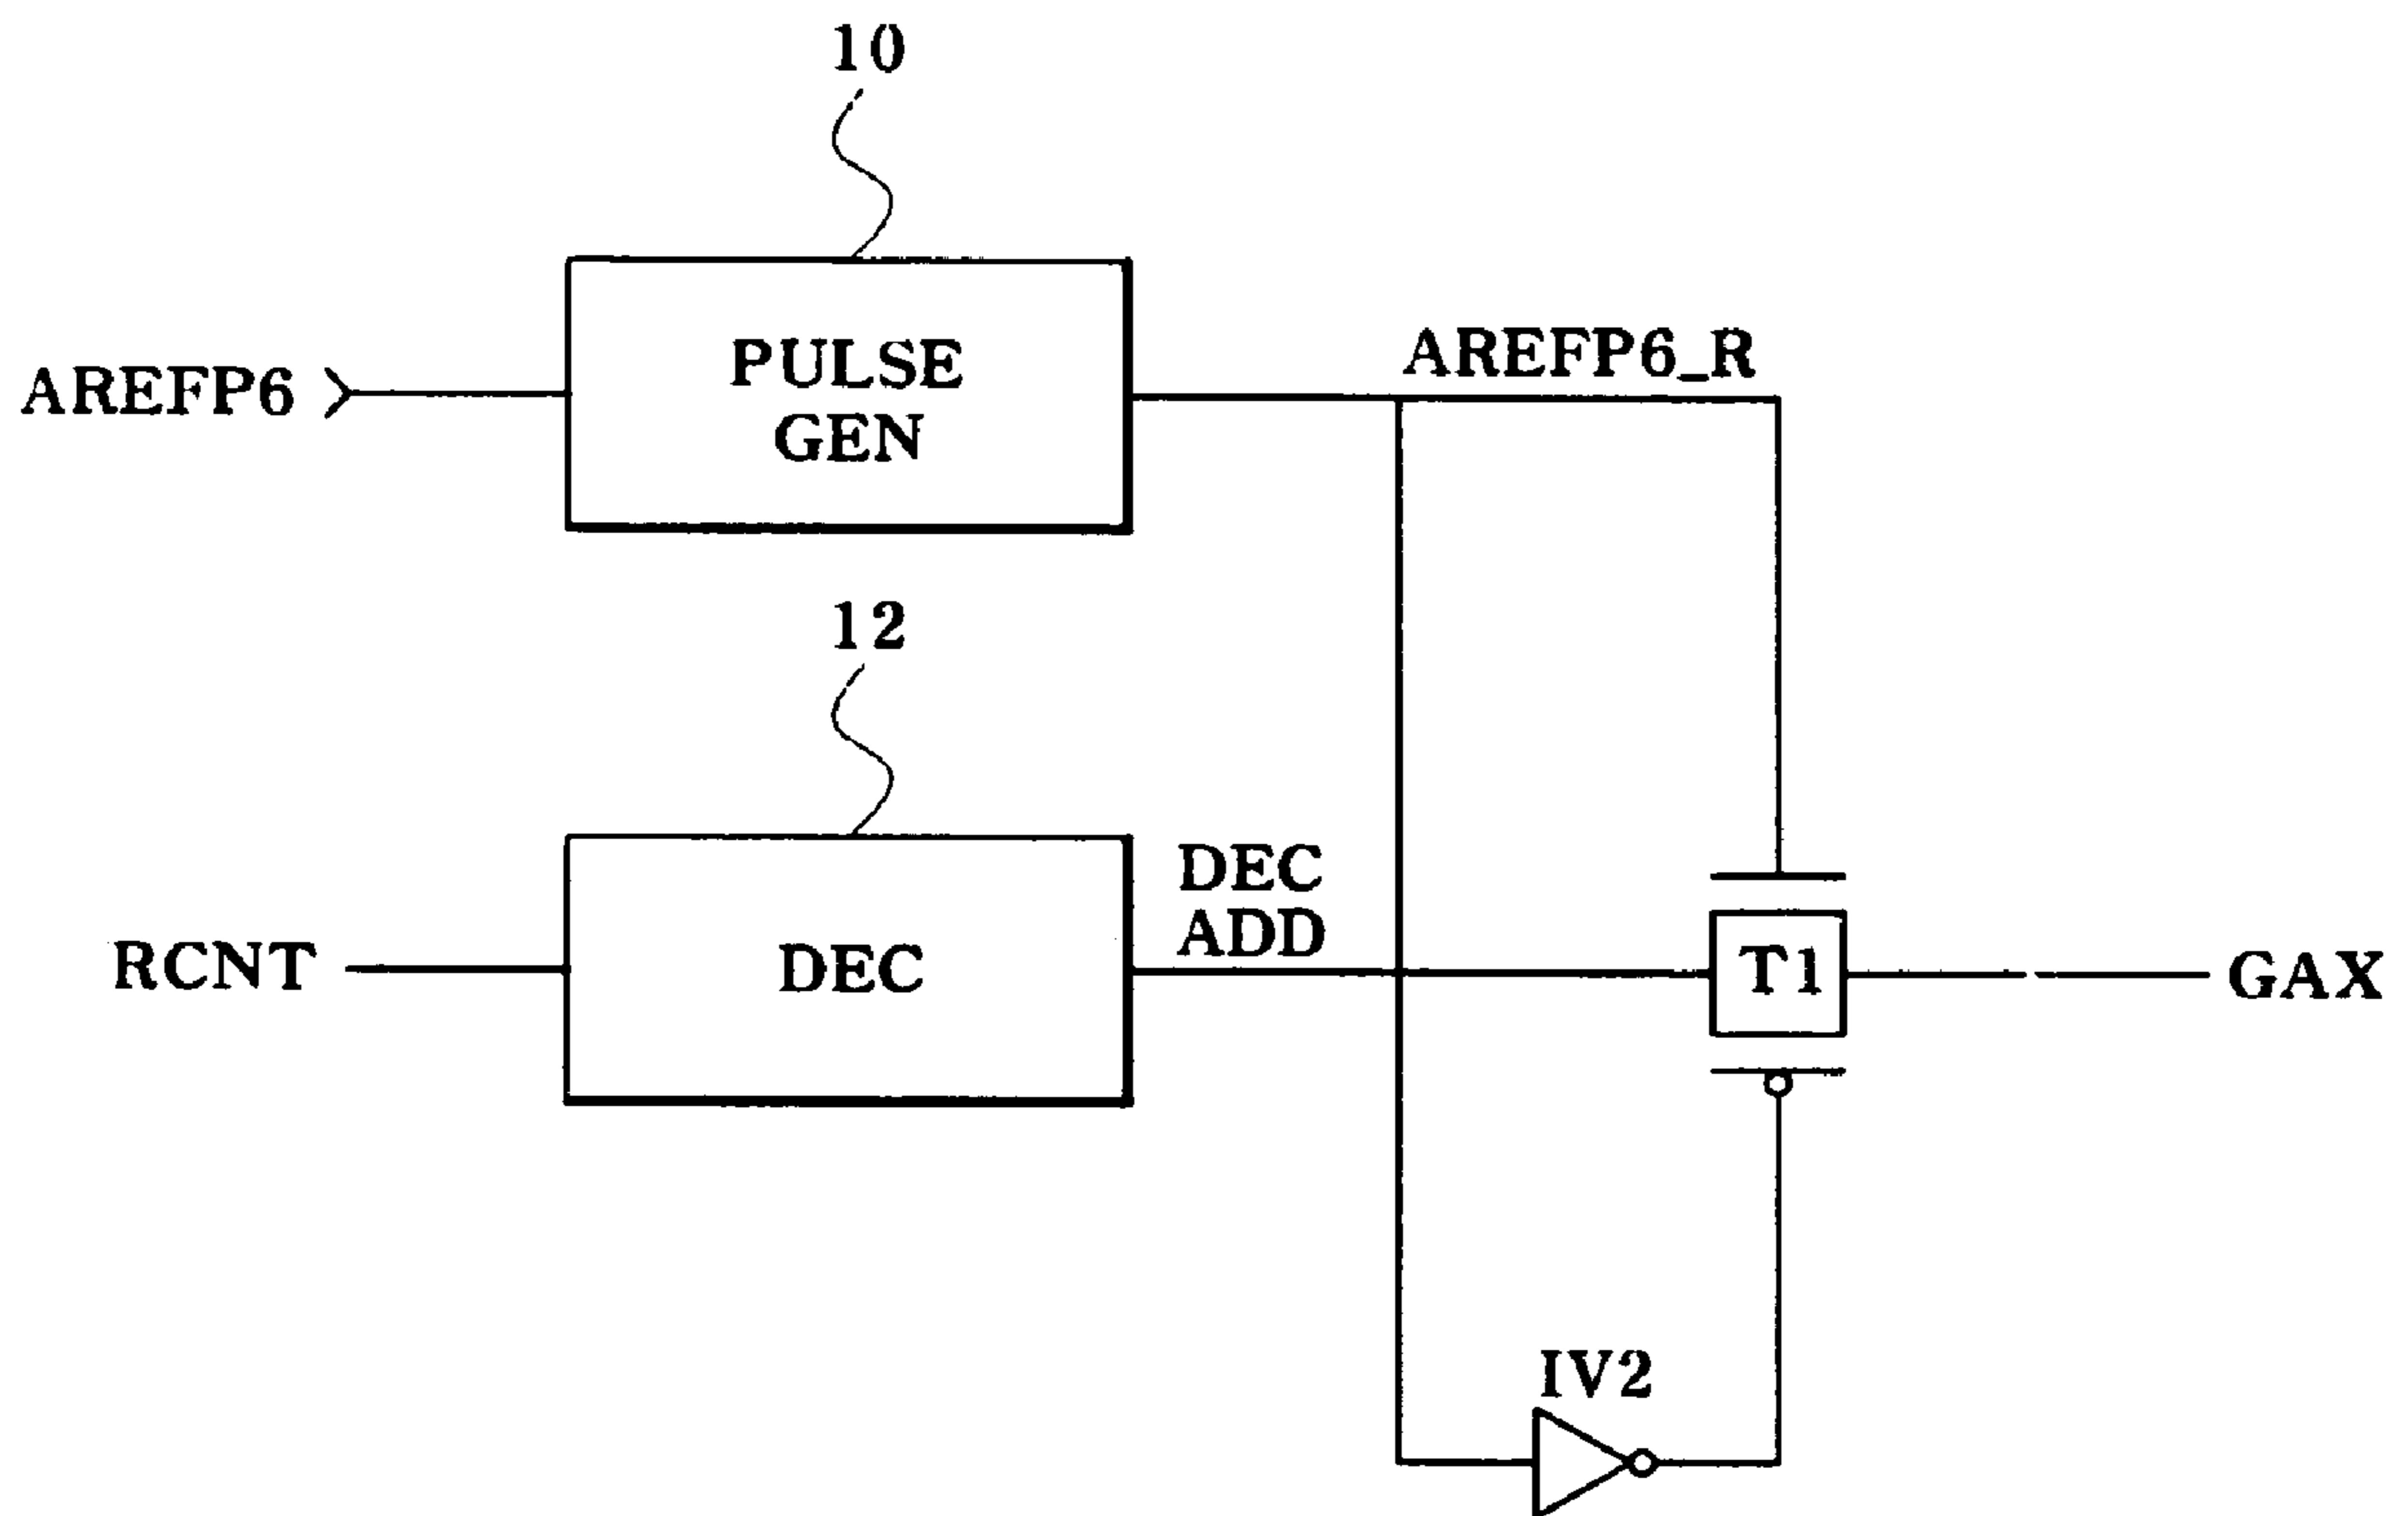 10
AREFP6
PULSE
GEN
AREFP6_R
12
RCNT
DEC
DEC
ADD
T1
GAX
IV2